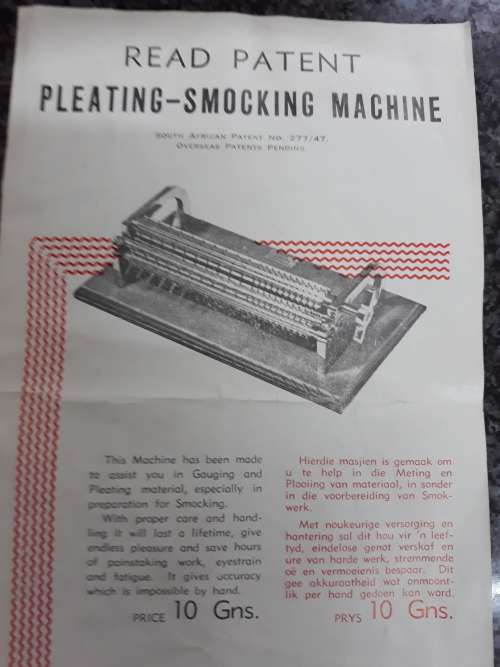 READ PATENT
PLEATING-SMOCKING MACHINE
SOUTH AFRICAN PATENT No. 277/47.
OVERSEAS PATENTS PENDING.
This Machine has been made
to assist you in Gauging and
Pleating material, especially in
preparation for Smocking.
With proper care and hand-
ling it will last a lifetime, give
endless pleasure and save hours
of painstaking work, eyestrain
and fatigue. It gives accuracy
which is impossible by hand.
PRICE 10 Gns.
Hierdie masjien is gemaak om
u te help in die Meting en
Plooiing van materiaal, in sonder
in die voorbereiding van Smok-
werk.
Met noukeurige versorging en
hantering sal dit hou vir 'n leef-
tyd, eindelose genot verskaf en
ure van harde werk, stremmende
oë en vermoeienis bespaar. Dit
gee akkuraatheid wat onmoont-
lik per hand gedoen kan word.
PRYS 10 Gns.